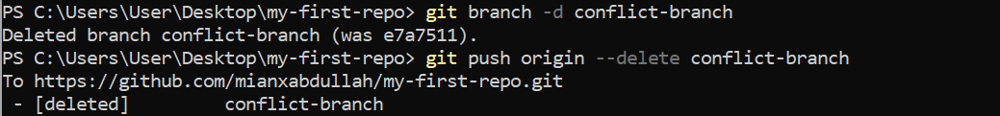 PS C:\Users\User\Desktop\my-first-repo> git branch -d conflict-branch
Deleted branch conflict-branch (was e7a7511).
PS C:\Users\User\Desktop\my-first-repo> git push origin --delete conflict-branch
To https://github.com/mianxabdullah/my-first-repo.git
 - [deleted]         conflict-branch